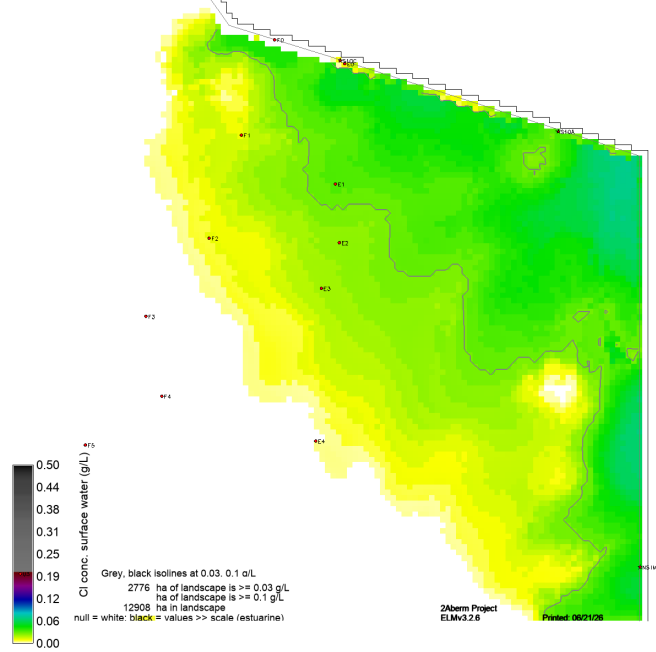 F0
S10A
F1
E1
F2
E2
E3
F3
F4
E4
F5
0.50
0.44
0.38
0.31
0.25
0.19
0.12
0.06
0.00
Cl conc. surface water (g/L)
Grey, black isolines at 0.03, 0.1 g/L
2776 ha of landscape is >= 0.03 g/L
ha of landscape is >= 0.1 g/L
12908 ha in landscape
null = white: black = values >> scale (estuarine)
2Aberm Project
ELMv3.2.6
Printed: 06/21/26